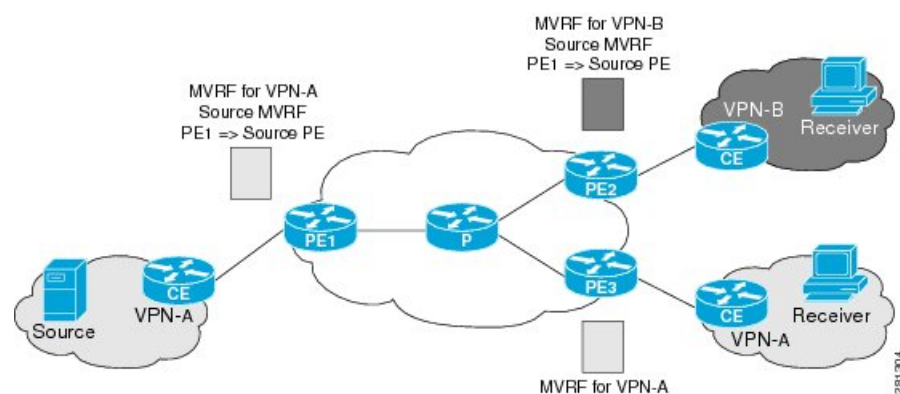 MVRF for VPN-B
Source MVRF
PE1 => Source PE
MVRF for VPN-A
Source MVRF
PE1 => Source PE
VPN-B
Receiver
CE
PE2
PE1
P
PE3
CE
VPN-A
Source
CE
VPN-A
Receiver
MVRF for VPN-A
281304